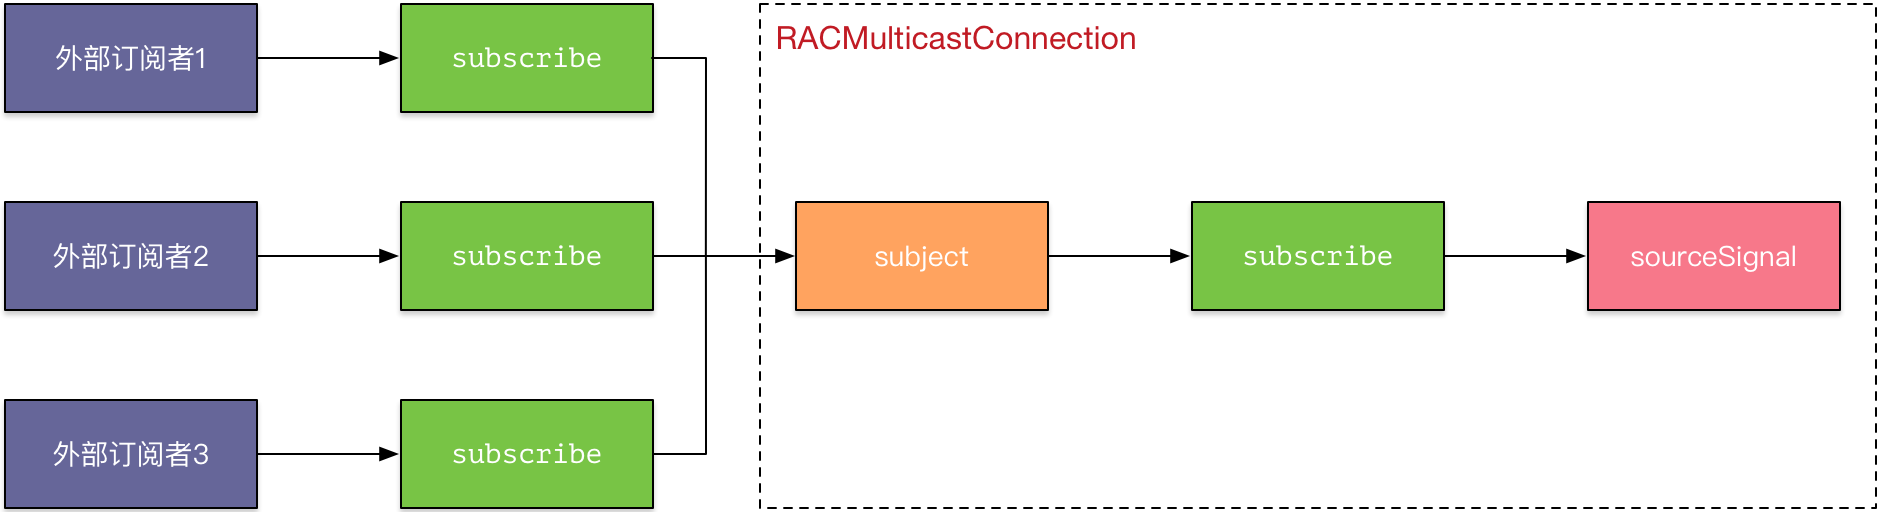 RACMulticastConnection
外部订阅者1
subscribe
外部订阅者2
subscribe
subject
subscribe
sourceSignal
外部订阅者3
subscribe